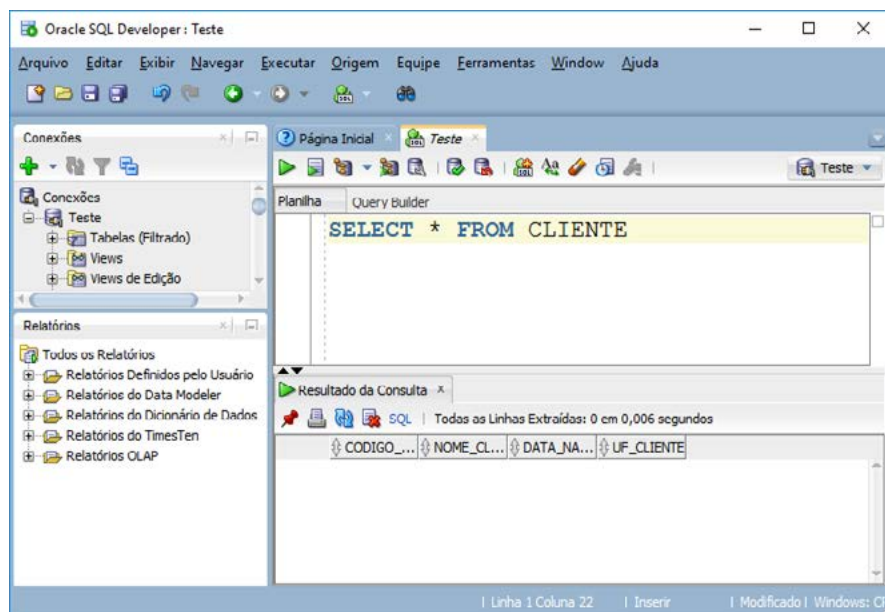 Oracle SQL Developer : Teste
Arquivo Editar Exibir Navegar Executar Origem Equipe Ferramentas Window Ajuda
Conexões
Conexões
Teste
Tabelas (Filtrado)
Views
Views de Edição
Relatórios
Todos os Relatórios
Relatórios Definidos pelo Usuário
Relatórios do Data Modeler
Relatórios do Dicionário de Dados
Relatórios do TimesTen
Relatórios OLAP
Página Inicial Teste
Teste
Planilha Query Builder
SELECT * FROM CLIENTE
Resultado da Consulta
SQL | Todas as Linhas Extraídas: 0 em 0,006 segundos
CODIGO_... NOME_CL... DATA_NA... UF_CLIENTE
| Linha 1 Coluna 22 | Inserir | Modificado | Windows: CF